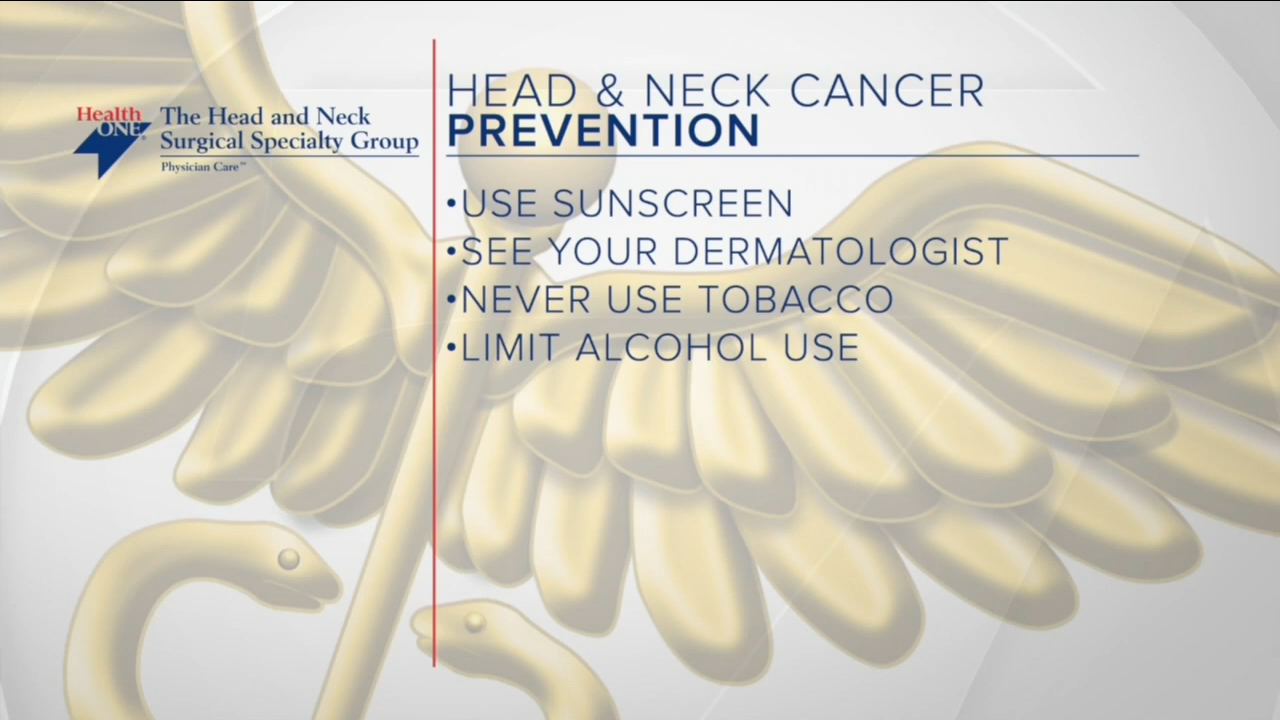 Health
ONE®
The Head and Neck
Surgical Specialty Group
Physician Care™
HEAD & NECK CANCER
PREVENTION
•USE SUNSCREEN
•SEE YOUR DERMATOLOGIST
•NEVER USE TOBACCO
•LIMIT ALCOHOL USE